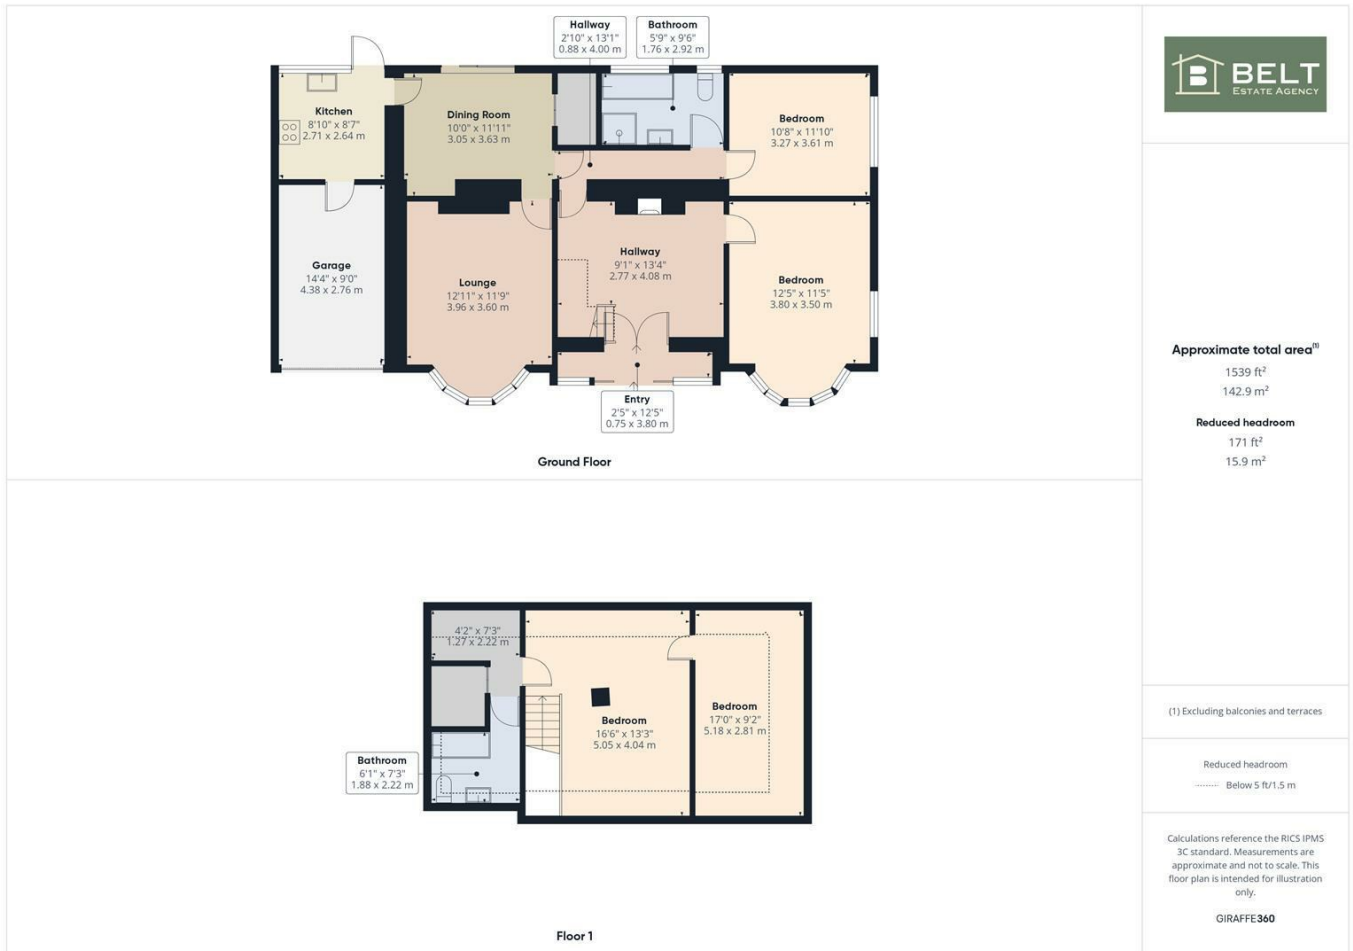 Hallway
2'10" x 13'1"
0.88 x 4.00 m
Bathroom
5'9" x 9'6"
1.76 x 2.92 m
Kitchen
8'10" x 8'7"
2.71 x 2.64 m
Dining Room
10'0" x 11'11"
3.05 x 3.63 m
Bedroom
10'8" x 11'10"
3.27 x 3.61 m
Garage
14'4" x 9'0"
4.38 x 2.76 m
Lounge
12'11" x 11'9"
3.96 x 3.60 m
Hallway
9'1" x 13'4"
2.77 x 4.08 m
Bedroom
12'5" x 11'5"
3.80 x 3.50 m
Entry
2'5" x 12'5"
0.75 x 3.80 m
Ground Floor
4'2" x 7'3"
1.27 x 2.22 m
Bedroom
16'6" x 13'3"
5.05 x 4.04 m
Bedroom
17'0" x 9'2"
5.18 x 2.81 m
Bathroom
6'1" x 7'3"
1.88 x 2.22 m
Floor 1
B BELT
ESTATE AGENCY
Approximate total area(1)
1539 ft²
142.9 m²
Reduced headroom
171 ft²
15.9 m²
(1) Excluding balconies and terraces
Reduced headroom
Below 5 ft/1.5 m
Calculations reference the RICS IPMS
3C standard. Measurements are
approximate and not to scale. This
floor plan is intended for illustration
only.
GIRAFFE360